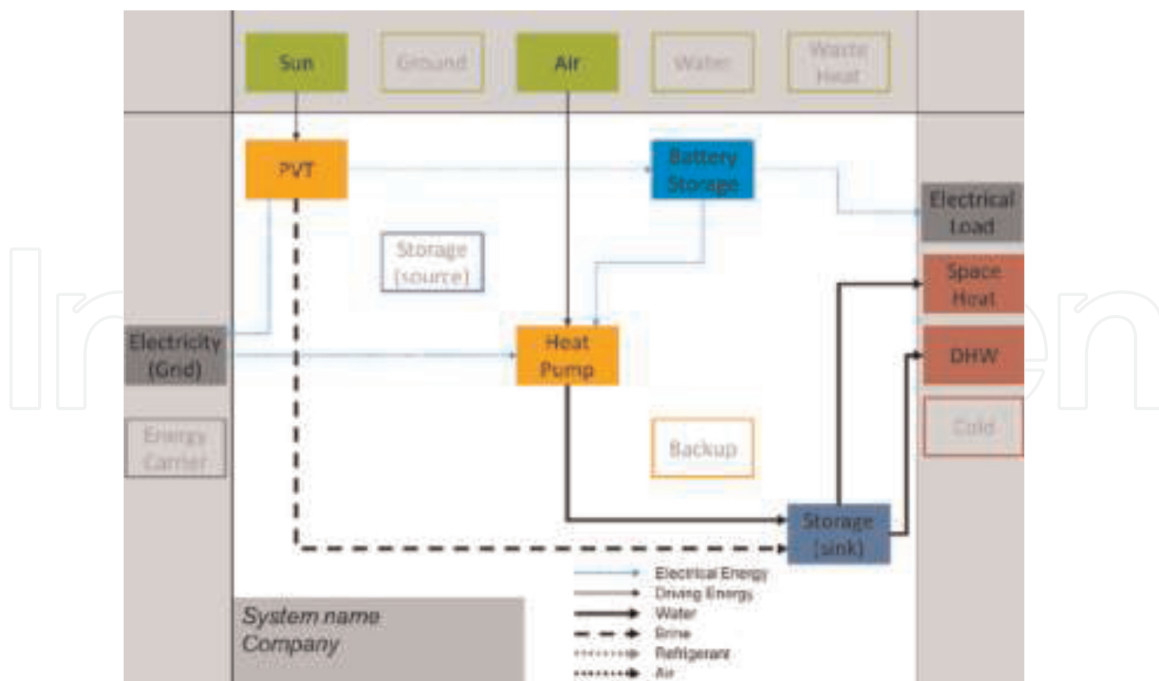 Sun
Ground
Air
Water
Waste
Heat
PVT
Battery
Storage
Electrical
Load
Storage
(source)
Space
Heat
Electricity
(Grid)
Heat
Pump
DHW
Energy
Carrier
Backup
Cold
Storage
(sink)
Electrical Energy
Driving Energy
Water
Brine
Refrigerant
Air
System name
Company